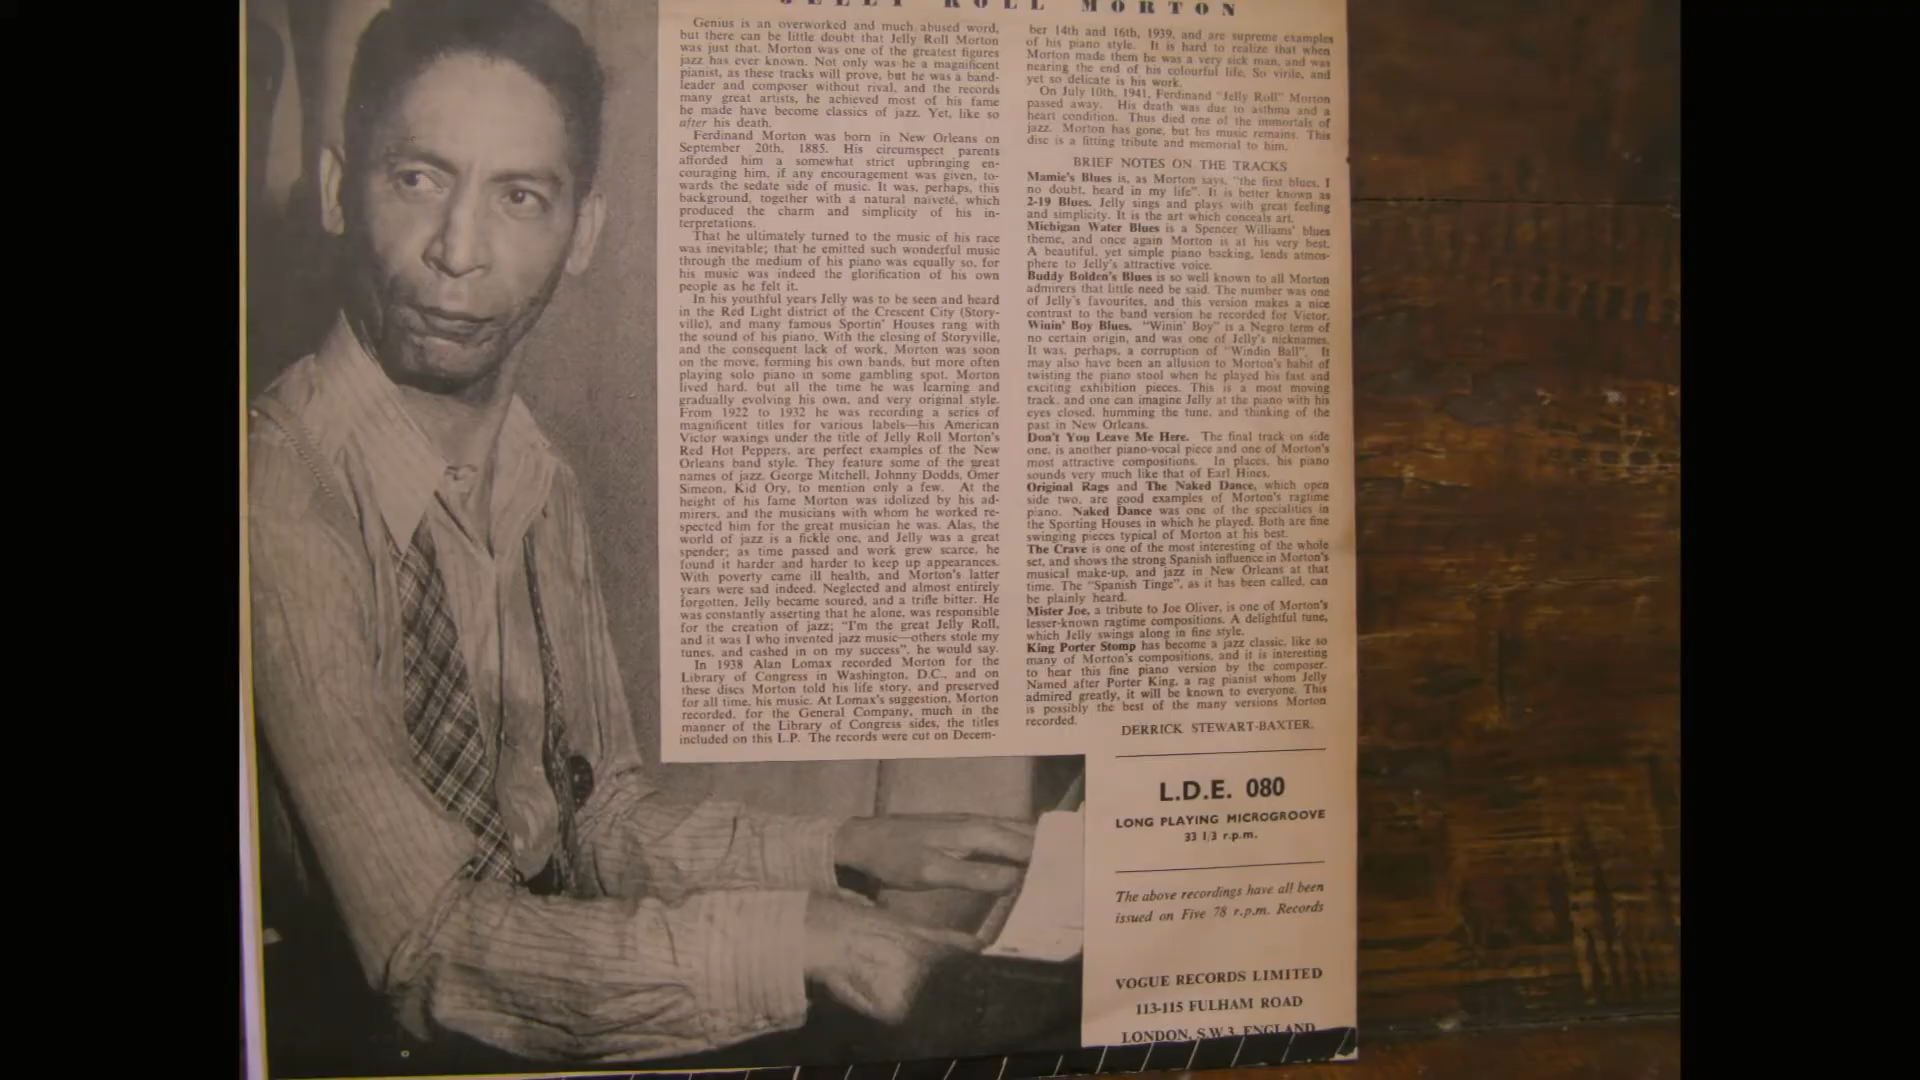 JELLY ROLL MORTON
Genius is an overworked and much abused word,
but there can be little doubt that Jelly Roll Morton
was just that. Morton was one of the greatest figures
jazz has ever known. Not only was he a magnificent
pianist, as these tracks will prove, but he was a band-
leader and composer without rival, and the records
many great artists, he achieved most of his fame
he made have become classics of jazz. Yet, like so
after his death.
Ferdinand Morton was born in New Orleans on
September 20th, 1885. His circumspect parents
afforded him a somewhat strict upbringing en-
couraging him, if any encouragement was given, to-
wards the sedate side of music. It was, perhaps, this
background, together with a natural naiveté, which
produced the charm and simplicity of his in-
terpretations.
That he ultimately turned to the music of his race
was inevitable; that he emitted such wonderful music
through the medium of his piano was equally so, for
his music was indeed the glorification of his own
people as he felt it.
In his youthful years Jelly was to be seen and heard
in the Red Light district of the Crescent City (Story-
ville), and many famous Sportin' Houses rang with
the sound of his piano. With the closing of Storyville,
and the consequent lack of work, Morton was soon
on the move, forming his own bands, but more often
playing solo piano in some gambling spot. Morton
lived hard, but all the time he was learning and
gradually evolving his own, and very original style.
From 1922 to 1932 he was recording a series of
magnificent titles for various labels—his American
Victor waxings under the title of Jelly Roll Morton's
Red Hot Peppers, are perfect examples of the New
Orleans band style. They feature some of the great
names of jazz, George Mitchell, Johnny Dodds, Omer
Simeon, Kid Ory, to mention only a few. At the
height of his fame Morton was idolized by his ad-
mirers, and the musicians with whom he worked re-
spected him for the great musician he was. Alas, the
world of jazz is a fickle one, and Jelly was a great
spender; as time passed and work grew scarce, he
found it harder and harder to keep up appearances.
With poverty came ill health, and Morton's latter
years were sad indeed. Neglected and almost entirely
forgotten, Jelly became soured, and a trifle bitter. He
was constantly asserting that he alone, was responsible
for the creation of jazz; "I'm the great Jelly Roll,
and it was I who invented jazz music—others stole my
tunes, and cashed in on my success", he would say.
In 1938 Alan Lomax recorded Morton for the
Library of Congress in Washington, D.C., and on
these discs Morton told his life story, and preserved
for all time, his music. At Lomax's suggestion, Morton
recorded, for the General Company, much in the
manner of the Library of Congress sides, the titles
included on this L.P. The records were cut on Decem-
ber 14th and 16th, 1939, and are supreme examples
of his piano style. It is hard to realize that when
Morton made them he was a very sick man, and was
nearing the end of his colourful life. So virile, and
yet so delicate is his work.
On July 10th, 1941, Ferdinand "Jelly Roll" Morton
passed away. His death was due to asthma and a
heart condition. Thus died one of the immortals of
jazz. Morton has gone, but his music remains. This
disc is a fitting tribute and memorial to him.
BRIEF NOTES ON THE TRACKS
Mamie's Blues is, as Morton says, "the first blues, I
no doubt, heard in my life". It is better known as
2-19 Blues. Jelly sings and plays with great feeling
and simplicity. It is the art which conceals art.
Michigan Water Blues is a Spencer Williams' blues
theme, and once again Morton is at his very best.
A beautiful, yet simple piano backing, lends atmos-
phere to Jelly's attractive voice.
Buddy Bolden's Blues is so well known to all Morton
admirers that little need be said. The number was one
of Jelly's favourites, and this version makes a nice
contrast to the band version he recorded for Victor.
Winin' Boy Blues. "Winin' Boy" is a Negro term of
no certain origin, and was one of Jelly's nicknames.
It was, perhaps, a corruption of "Windin Ball". It
may also have been an allusion to Morton's habit of
twisting the piano stool when he played his fast and
exciting exhibition pieces. This is a most moving
track, and one can imagine Jelly at the piano with his
eyes closed, humming the tune, and thinking of the
past in New Orleans.
Don't You Leave Me Here. The final track on side
one, is another piano-vocal piece and one of Morton's
most attractive compositions. In places, his piano
sounds very much like that of Earl Hines.
Original Rags and The Naked Dance, which open
side two, are good examples of Morton's ragtime
piano. Naked Dance was one of the specialities in
the Sporting Houses in which he played. Both are fine
swinging pieces typical of Morton at his best.
The Crave is one of the most interesting of the whole
set, and shows the strong Spanish influence in Morton's
musical make-up, and jazz in New Orleans at that
time. The "Spanish Tinge", as it has been called, can
be plainly heard.
Mister Joe, a tribute to Joe Oliver, is one of Morton's
lesser-known ragtime compositions. A delightful tune,
which Jelly swings along in fine style.
King Porter Stomp has become a jazz classic, like so
many of Morton's compositions, and it is interesting
to hear this fine piano version by the composer.
Named after Porter King, a rag pianist whom Jelly
admired greatly, it will be known to everyone. This
is possibly the best of the many versions Morton
recorded.
DERRICK STEWART-BAXTER.
L.D.E. 080
LONG PLAYING MICROGROOVE
33 1/3 r.p.m.
The above recordings have all been
issued on Five 78 r.p.m. Records
VOGUE RECORDS LIMITED
113-115 FULHAM ROAD
LONDON, S.W.3, ENGLAND